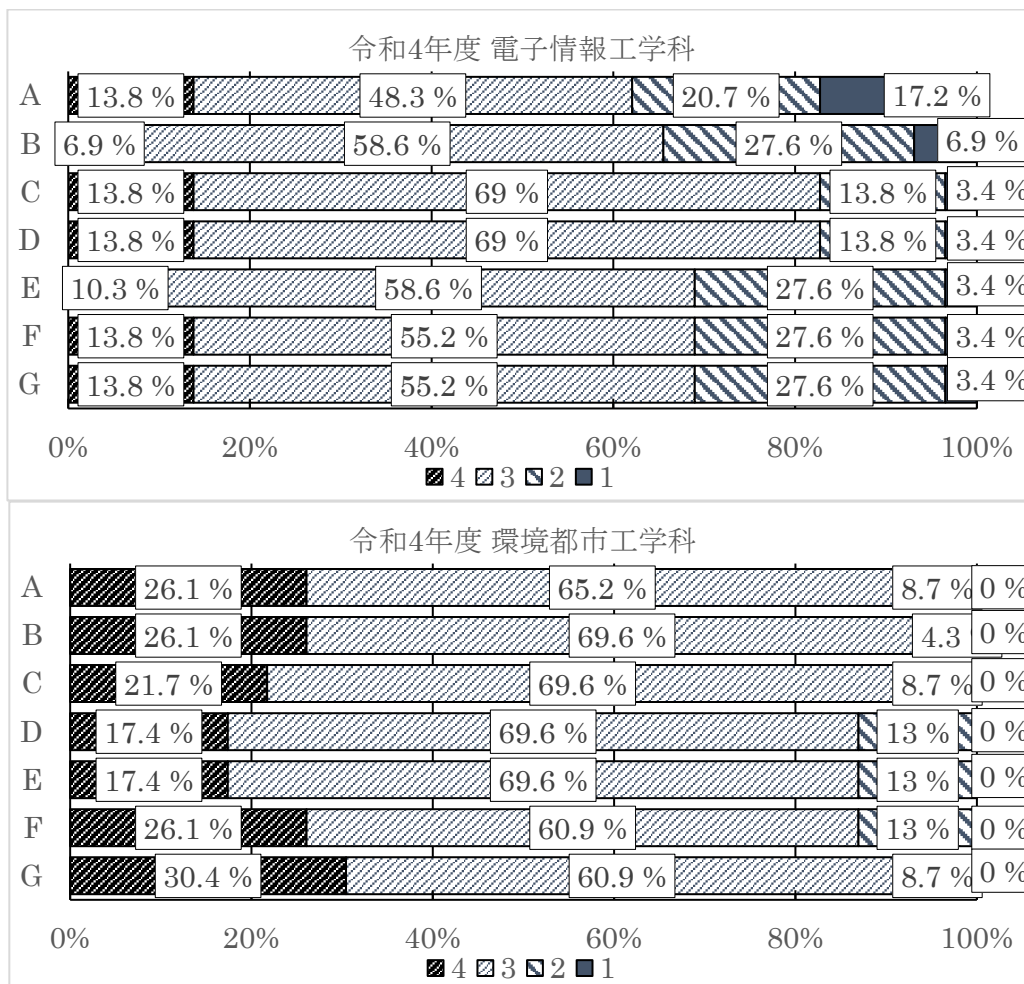 令和4年度 電子情報工学科
A 13.8 % 48.3 % 20.7 % 17.2 %
B 6.9 % 58.6 % 27.6 % 6.9 %
C 13.8 % 69 % 13.8 % 3.4 %
D 13.8 % 69 % 13.8 % 3.4 %
E 10.3 % 58.6 % 27.6 % 3.4 %
F 13.8 % 55.2 % 27.6 % 3.4 %
G 13.8 % 55.2 % 27.6 % 3.4 %
0% 20% 40% 60% 80% 100%
4 3 2 1
令和4年度 環境都市工学科
A 26.1 % 65.2 % 8.7 % 0 %
B 26.1 % 69.6 % 4.3 0 %
C 21.7 % 69.6 % 8.7 % 0 %
D 17.4 % 69.6 % 13 % 0 %
E 17.4 % 69.6 % 13 % 0 %
F 26.1 % 60.9 % 13 % 0 %
G 30.4 % 60.9 % 8.7 % 0 %
0% 20% 40% 60% 80% 100%
4 3 2 1